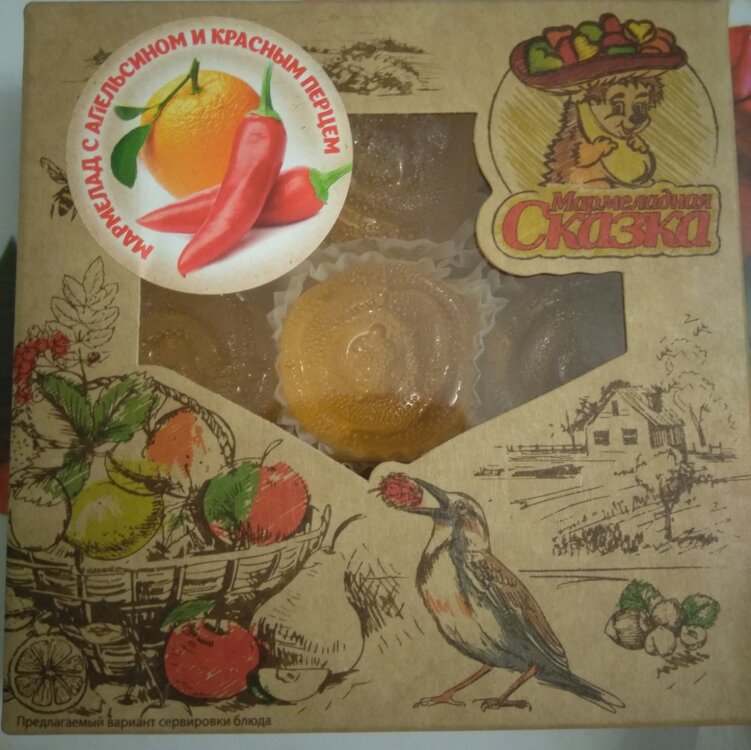 МАРМЕЛАД С АПЕЛЬСИНОМ И КРАСНЫМ ПЕРЦЕМ
Мармеладная
Сказка
Предлагаемый вариант сервировки блюда